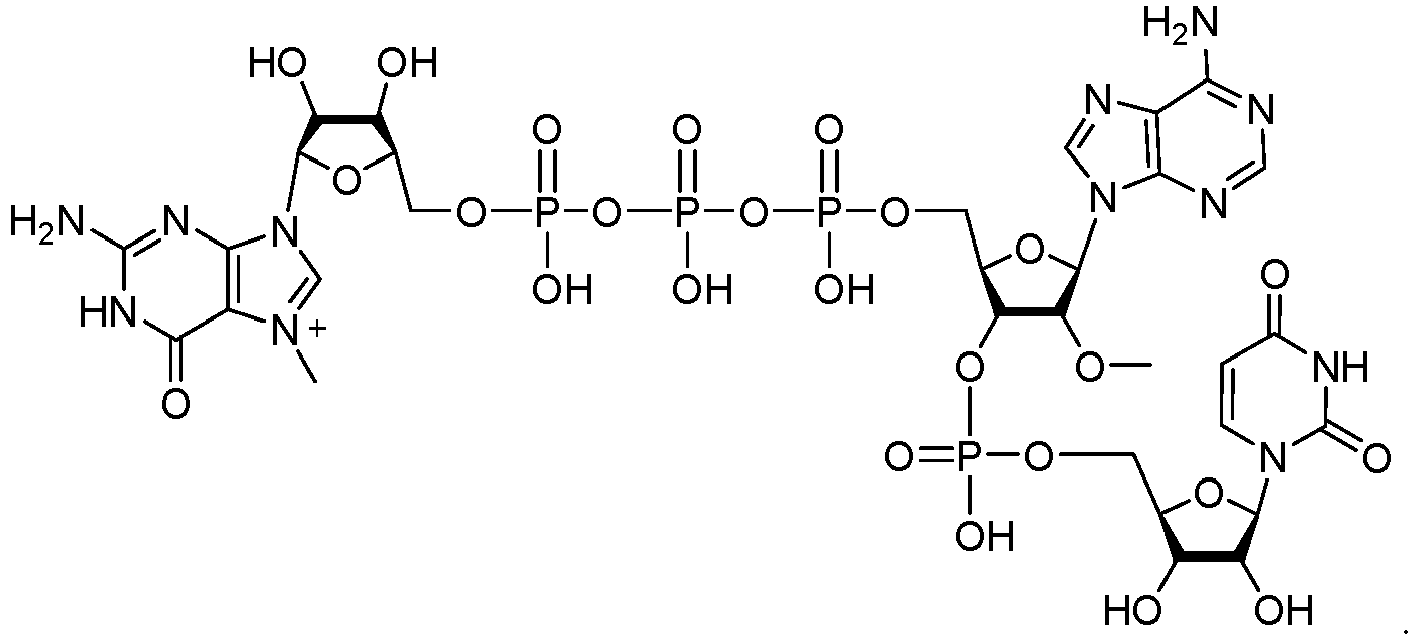 H₂N
HO OH
N N
O O O O
N N
H₂N N N O P O P O P O
N N
HN OH OH OH O
N+
O
O O
NH
O=P O
N O
O
OH
HO OH
.